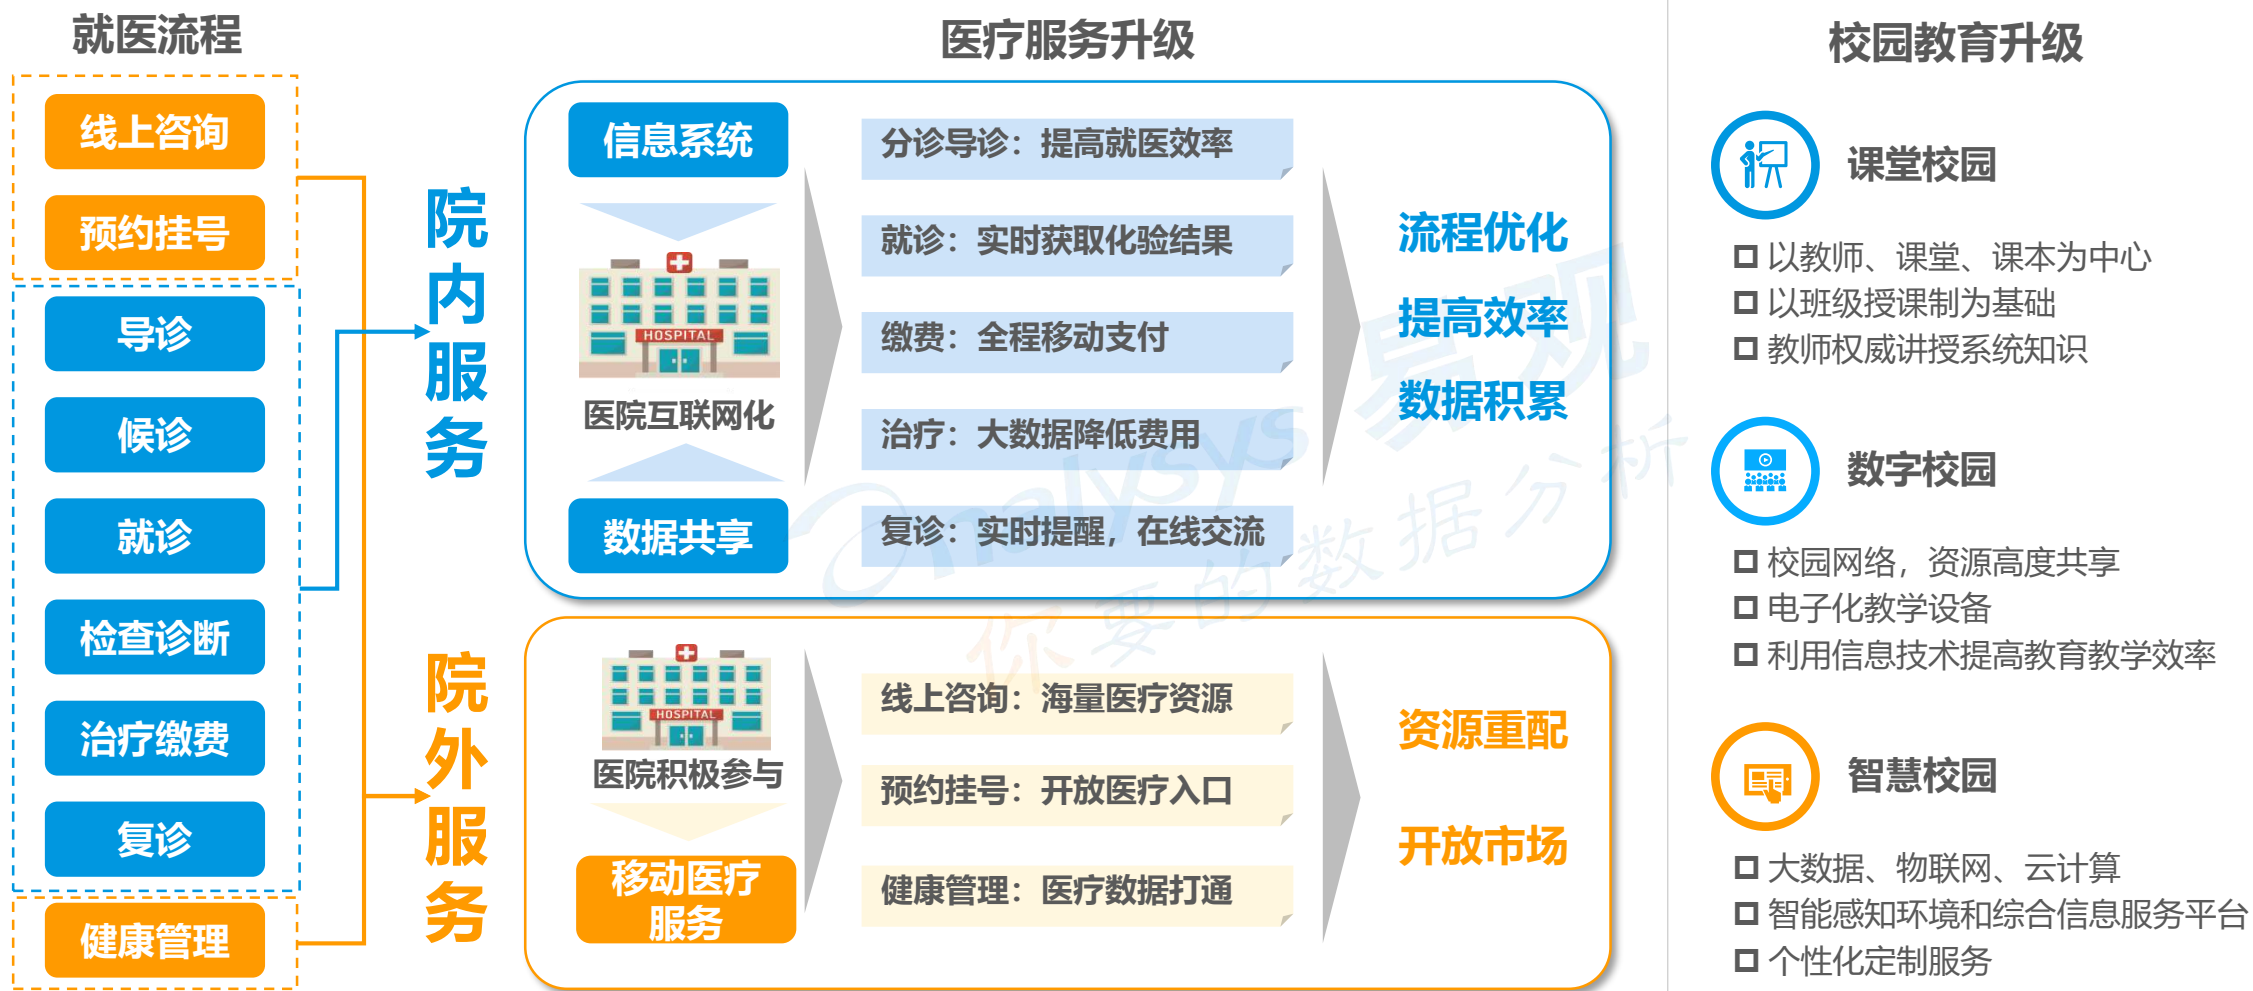 就医流程
线上咨询
预约挂号
导诊
候诊
就诊
检查诊断
治疗缴费
复诊
健康管理
院内服务
院外服务
医疗服务升级
信息系统
HOSPITAL
医院互联网化
数据共享
分诊导诊：提高就医效率
就诊：实时获取化验结果
缴费：全程移动支付
治疗：大数据降低费用
复诊：实时提醒，在线交流
流程优化
提高效率
数据积累
HOSPITAL
医院积极参与
移动医疗
服务
线上咨询：海量医疗资源
预约挂号：开放医疗入口
健康管理：医疗数据打通
资源重配
开放市场
nalysys 易观
你要的数据分析
校园教育升级
课堂校园
以教师、课堂、课本为中心
以班级授课制为基础
教师权威讲授系统知识
数字校园
校园网络，资源高度共享
电子化教学设备
利用信息技术提高教育教学效率
智慧校园
大数据、物联网、云计算
智能感知环境和综合信息服务平台
个性化定制服务